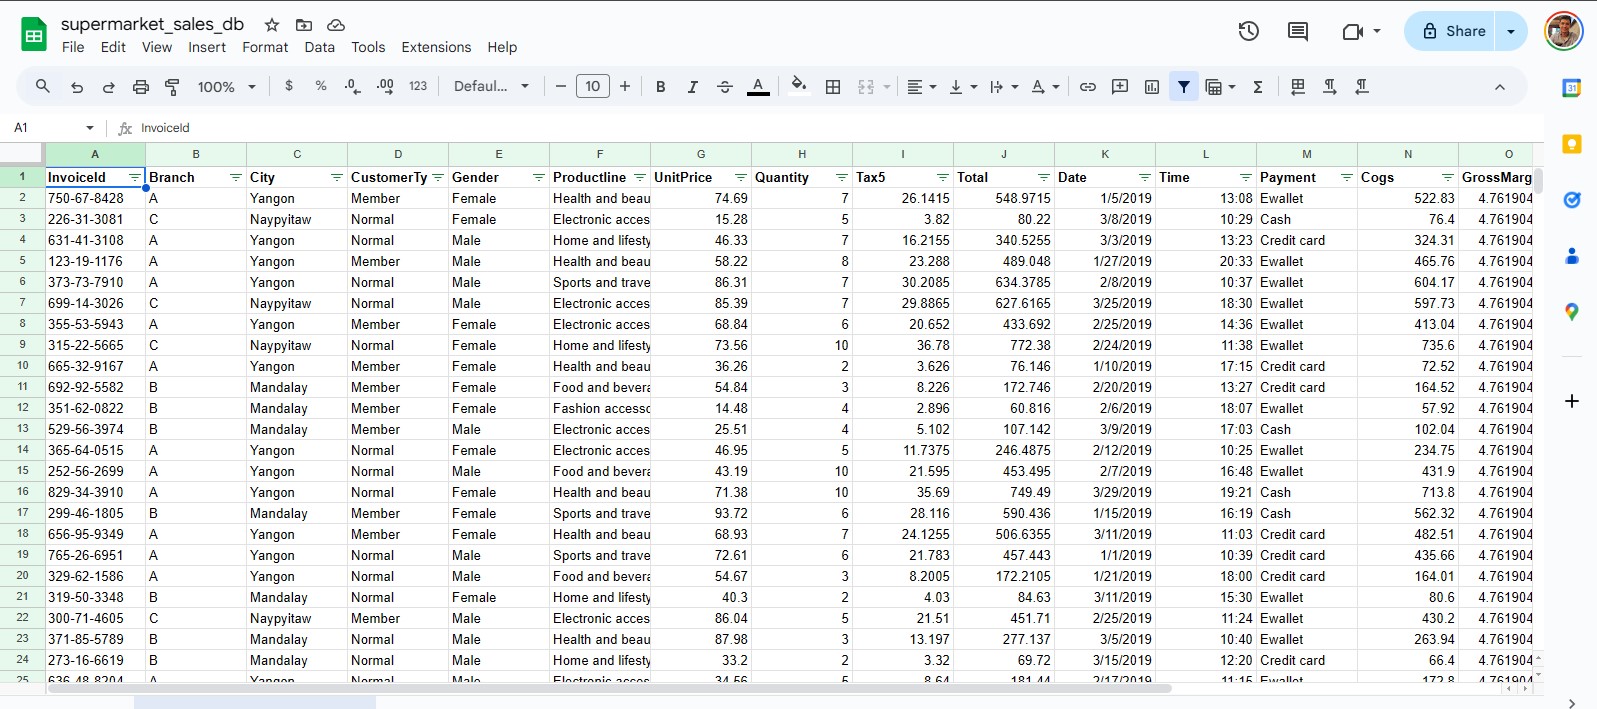 supermarket_sales_db
File Edit View Insert Format Data Tools Extensions Help
Share
100% $ % .0 .00 123 Defaul... 10 B I S A
31
A1 fx InvoiceId
A B C D E F G H I J K L M N O
1 InvoiceId Branch City CustomerTy Gender Productline UnitPrice Quantity Tax5 Total Date Time Payment Cogs GrossMarg
2 750-67-8428 A Yangon Member Female Health and beau 74.69 7 26.1415 548.9715 1/5/2019 13:08 Ewallet 522.83 4.761904
3 226-31-3081 C Naypyitaw Normal Female Electronic acces 15.28 5 3.82 80.22 3/8/2019 10:29 Cash 76.4 4.761904
4 631-41-3108 A Yangon Normal Male Home and lifesty 46.33 7 16.2155 340.5255 3/3/2019 13:23 Credit card 324.31 4.761904
5 123-19-1176 A Yangon Member Male Health and beau 58.22 8 23.288 489.048 1/27/2019 20:33 Ewallet 465.76 4.761904
6 373-73-7910 A Yangon Normal Male Sports and trave 86.31 7 30.2085 634.3785 2/8/2019 10:37 Ewallet 604.17 4.761904
7 699-14-3026 C Naypyitaw Normal Male Electronic acces 85.39 7 29.8865 627.6165 3/25/2019 18:30 Ewallet 597.73 4.761904
8 355-53-5943 A Yangon Member Female Electronic acces 68.84 6 20.652 433.692 2/25/2019 14:36 Ewallet 413.04 4.761904
9 315-22-5665 C Naypyitaw Normal Female Home and lifesty 73.56 10 36.78 772.38 2/24/2019 11:38 Ewallet 735.6 4.761904
10 665-32-9167 A Yangon Member Female Health and beau 36.26 2 3.626 76.146 1/10/2019 17:15 Credit card 72.52 4.761904
11 692-92-5582 B Mandalay Member Female Food and bevera 54.84 3 8.226 172.746 2/20/2019 13:27 Credit card 164.52 4.761904
12 351-62-0822 B Mandalay Member Female Fashion accesso 14.48 4 2.896 60.816 2/6/2019 18:07 Ewallet 57.92 4.761904
13 529-56-3974 B Mandalay Member Male Electronic acces 25.51 4 5.102 107.142 3/9/2019 17:03 Cash 102.04 4.761904
14 365-64-0515 A Yangon Normal Female Electronic acces 46.95 5 11.7375 246.4875 2/12/2019 10:25 Ewallet 234.75 4.761904
15 252-56-2699 A Yangon Normal Male Food and bevera 43.19 10 21.595 453.495 2/7/2019 16:48 Ewallet 431.9 4.761904
16 829-34-3910 A Yangon Normal Female Health and beau 71.38 10 35.69 749.49 3/29/2019 19:21 Cash 713.8 4.761904
17 299-46-1805 B Mandalay Member Female Sports and trave 93.72 6 28.116 590.436 1/15/2019 16:19 Cash 562.32 4.761904
18 656-95-9349 A Yangon Member Female Health and beau 68.93 7 24.1255 506.6355 3/11/2019 11:03 Credit card 482.51 4.761904
19 765-26-6951 A Yangon Normal Male Sports and trave 72.61 6 21.783 457.443 1/1/2019 10:39 Credit card 435.66 4.761904
20 329-62-1586 A Yangon Normal Male Food and bevera 54.67 3 8.2005 172.2105 1/21/2019 18:00 Credit card 164.01 4.761904
21 319-50-3348 B Mandalay Normal Female Home and lifesty 40.3 2 4.03 84.63 3/11/2019 15:30 Ewallet 80.6 4.761904
22 300-71-4605 C Naypyitaw Member Male Electronic acces 86.04 5 21.51 451.71 2/25/2019 11:24 Ewallet 430.2 4.761904
23 371-85-5789 B Mandalay Normal Male Health and beau 87.98 3 13.197 277.137 3/5/2019 10:40 Ewallet 263.94 4.761904
24 273-16-6619 B Mandalay Normal Male Home and lifesty 33.2 2 3.32 69.72 3/15/2019 12:20 Credit card 66.4 4.761904
25 636-48-8204 A Yangon Normal Male Electronic acces 34.56 5 8.64 181.44 2/17/2019 11:15 Ewallet 172.8 4.761904